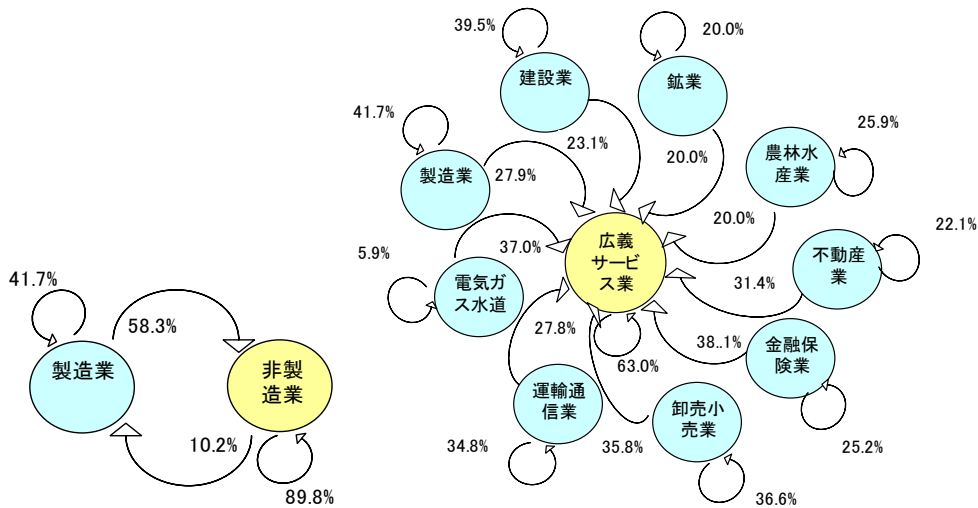 41.7%
58.3%
製造業
非製
造業
10.2%
89.8%
39.5%
建設業
20.0%
鉱業
41.7%
製造業
23.1%
27.9%
20.0%
25.9%
農林水
産業
20.0%
22.1%
不動産
業
31.4%
広義
サービ
ス業
37.0%
5.9%
電気ガ
ス水道
27.8%
63.0%
38..1%
金融保
険業
25.2%
運輸通
信業
34.8%
35.8%
卸売小
売業
36.6%